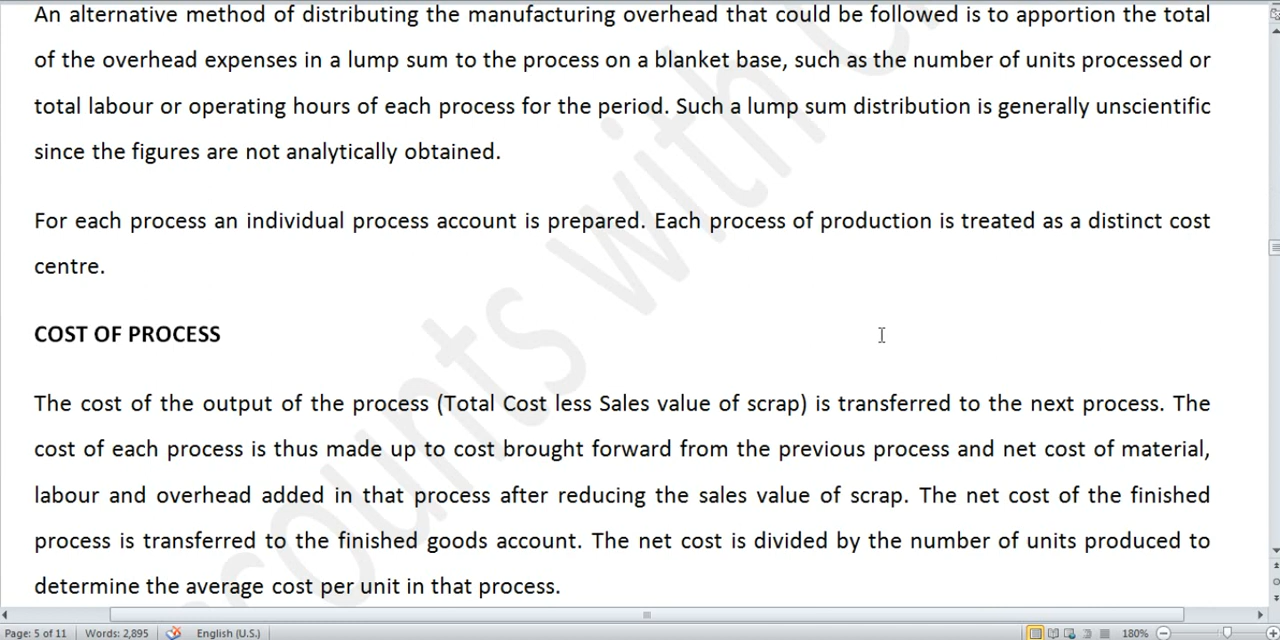 An alternative method of distributing the manufacturing overhead that could be followed is to apportion the total
of the overhead expenses in a lump sum to the process on a blanket base, such as the number of units processed or
total labour or operating hours of each process for the period. Such a lump sum distribution is generally unscientific
since the figures are not analytically obtained.
For each process an individual process account is prepared. Each process of production is treated as a distinct cost
centre.
COST OF PROCESS
The cost of the output of the process (Total Cost less Sales value of scrap) is transferred to the next process. The
cost of each process is thus made up to cost brought forward from the previous process and net cost of material,
labour and overhead added in that process after reducing the sales value of scrap. The net cost of the finished
process is transferred to the finished goods account. The net cost is divided by the number of units produced to
determine the average cost per unit in that process.
Page: 5 of 11 Words: 2,895 English (U.S.) 180%